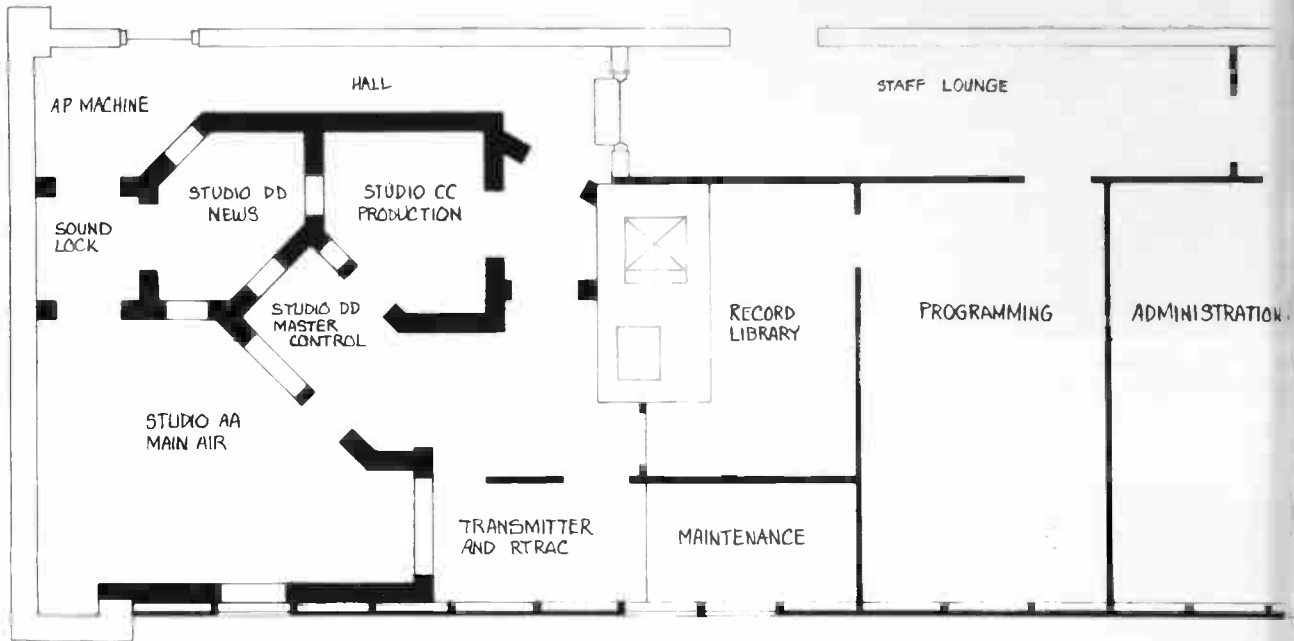 HALL
STAFF LOUNGE
AP MACHINE
STUDIO DD
NEWS
STUDIO CC
PRODUCTION
SOUND
LOCK
STUDIO DD
MASTER
CONTROL
RECORD
LIBRARY
PROGRAMMING
ADMINISTRATION
STUDIO AA
MAIN AIR
TRANSMITTER
AND RTRAC
MAINTENANCE